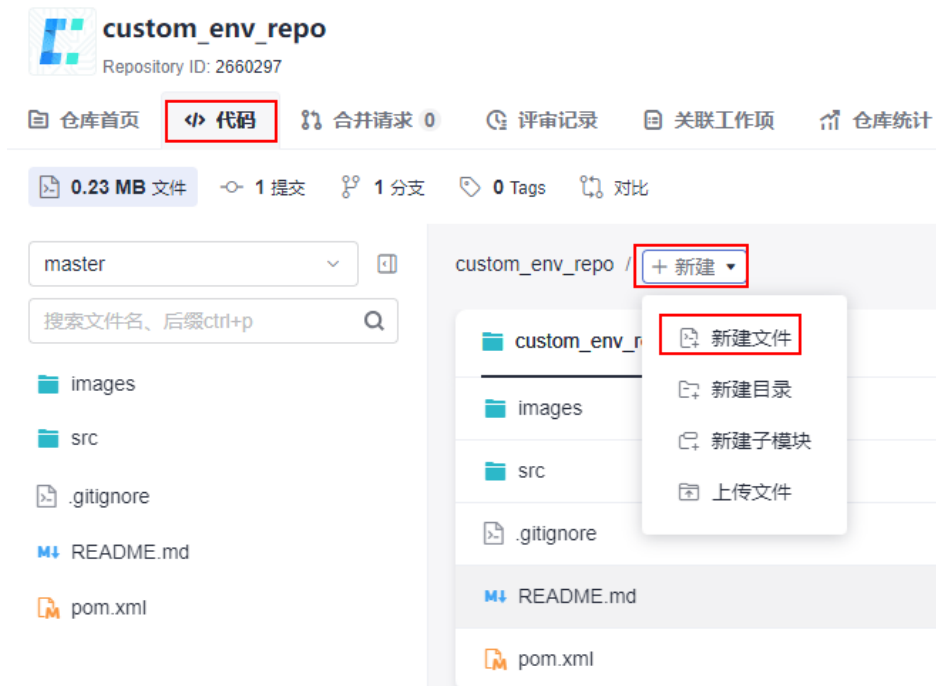 custom_env_repo
Repository ID: 2660297
仓库首页 代码 合并请求 0 评审记录 关联工作项 仓库统计
0.23 MB 文件 1 提交 1 分支 0 Tags 对比
master
搜索文件名、后缀ctrl+p
images
src
.gitignore
README.md
pom.xml
custom_env_repo / + 新建
新建文件
新建目录
新建子模块
上传文件
custom_env_r
images
src
.gitignore
README.md
pom.xml